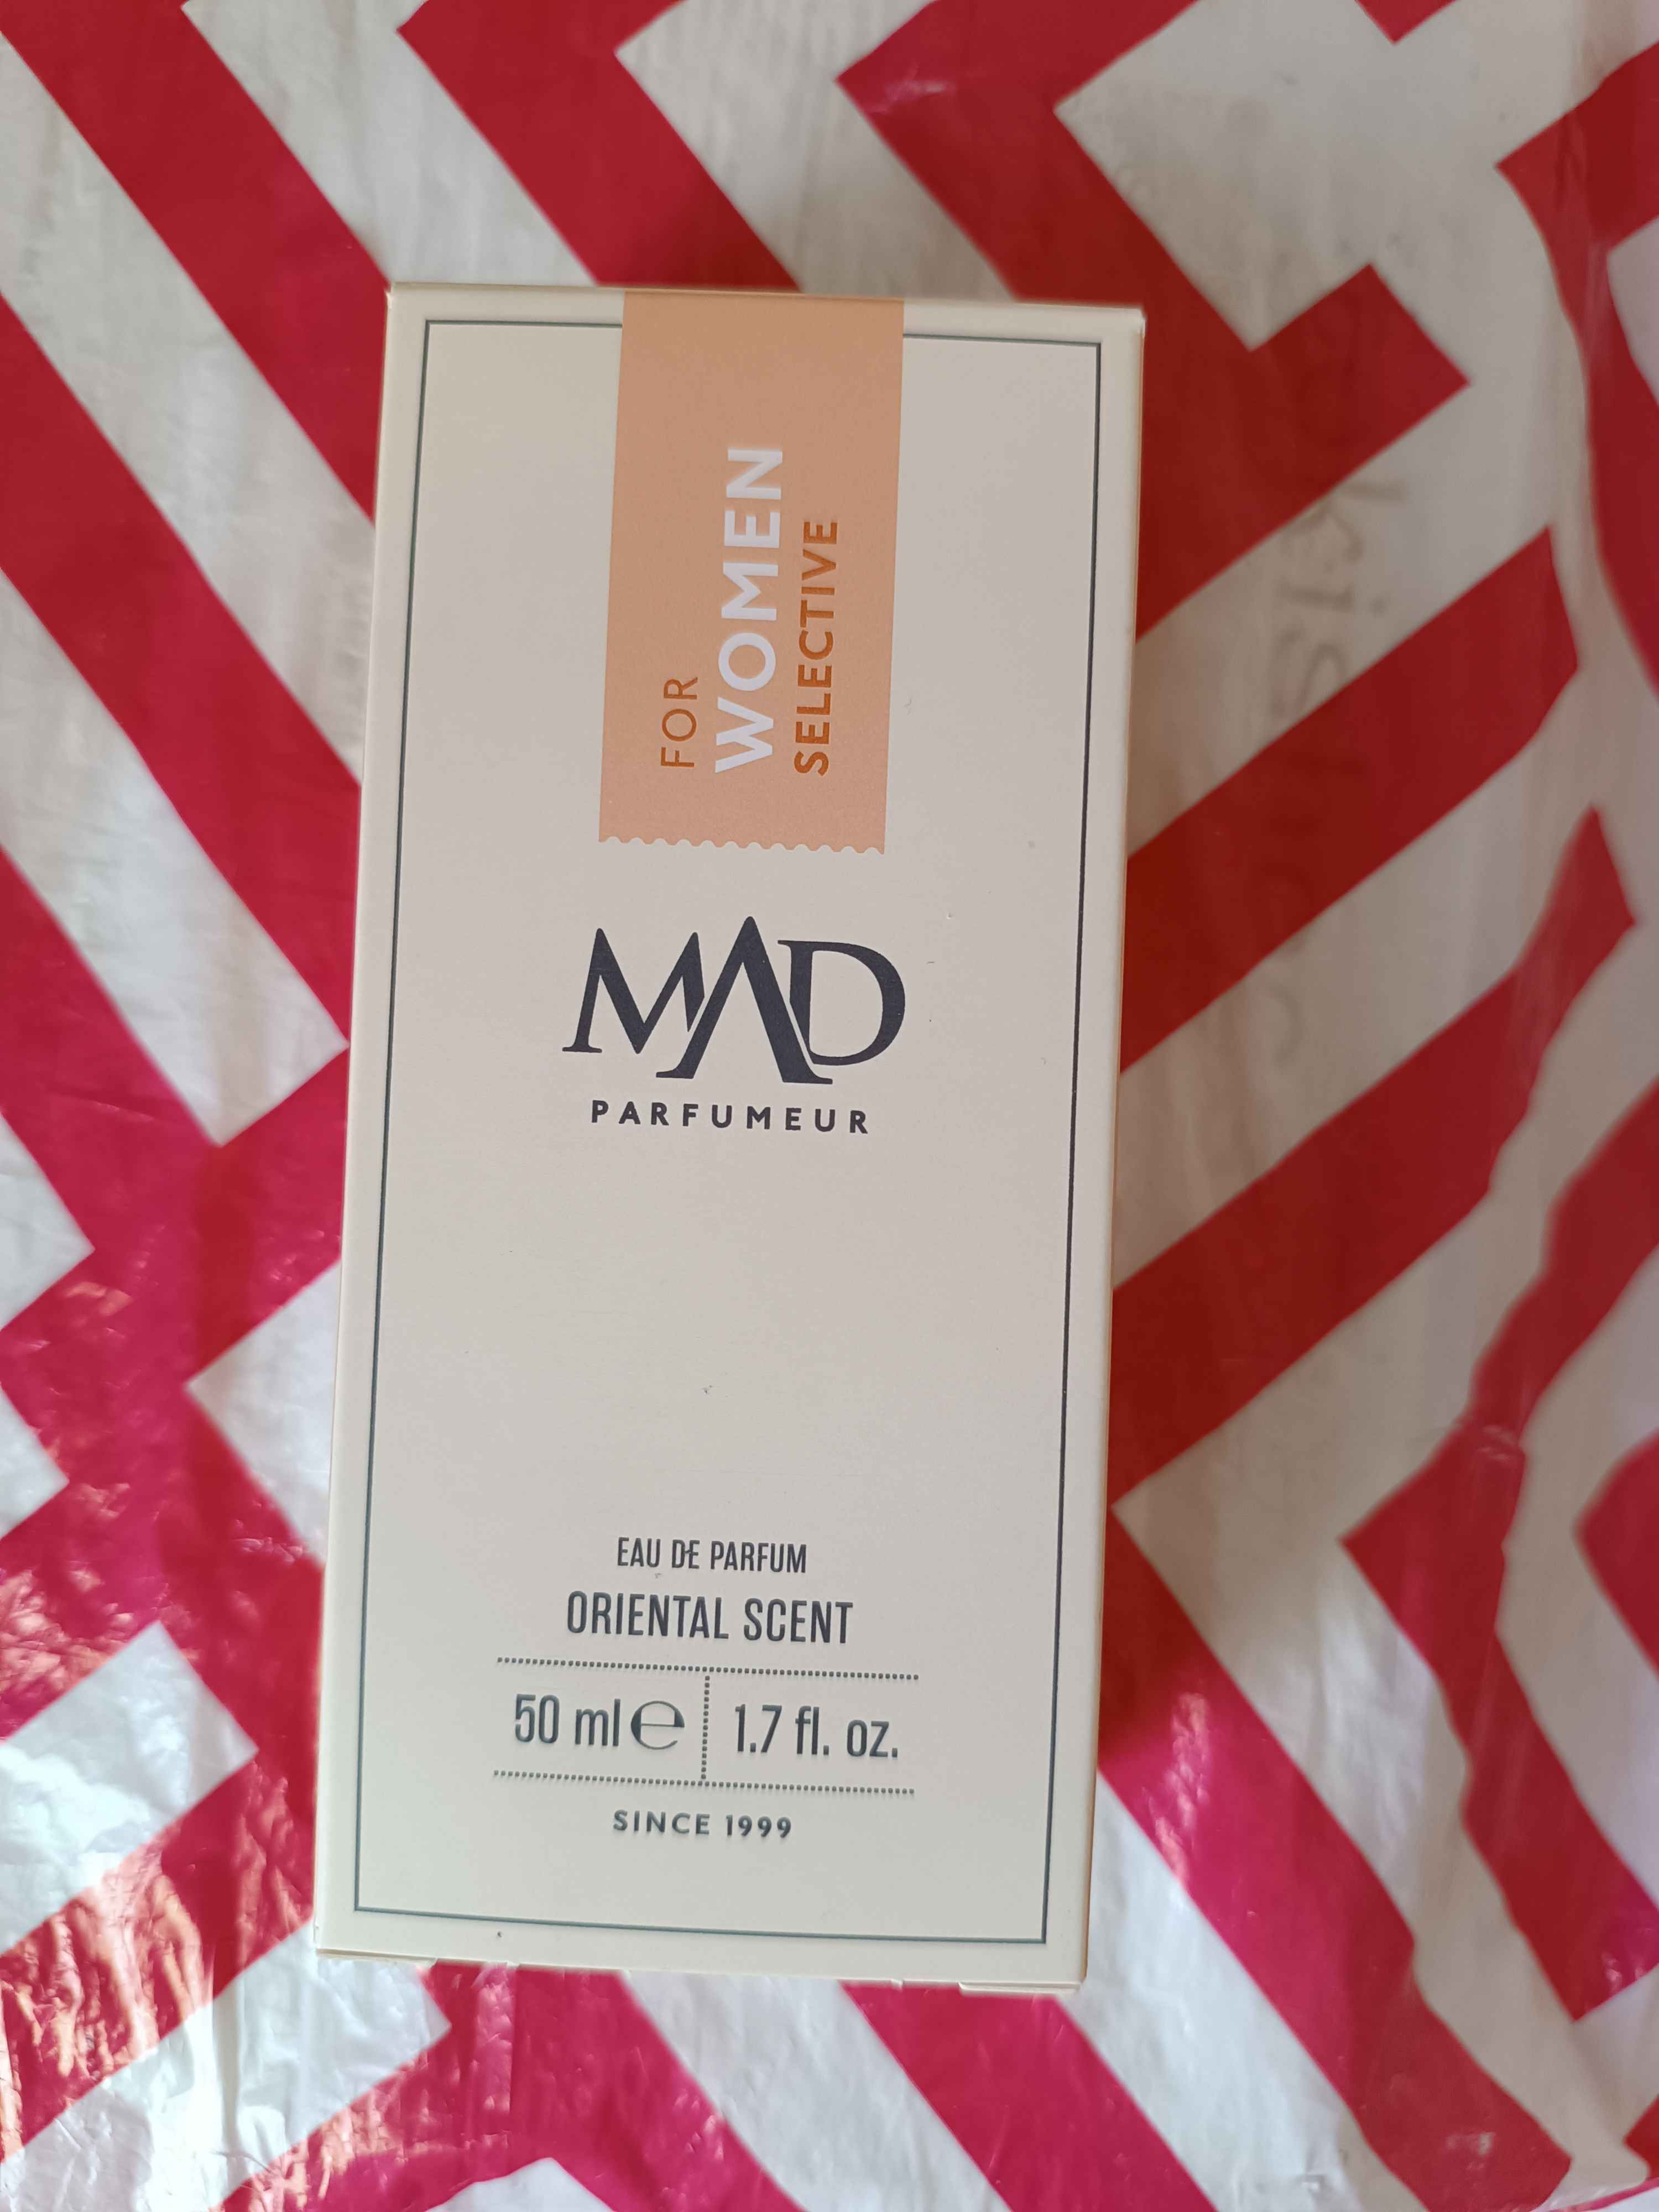 FOR
WOMEN
SELECTIVE
MAD
PARFUMEUR
EAU DE PARFUM
ORIENTAL SCENT
50 ml ℮ 1.7 fl. oz.
SINCE 1999